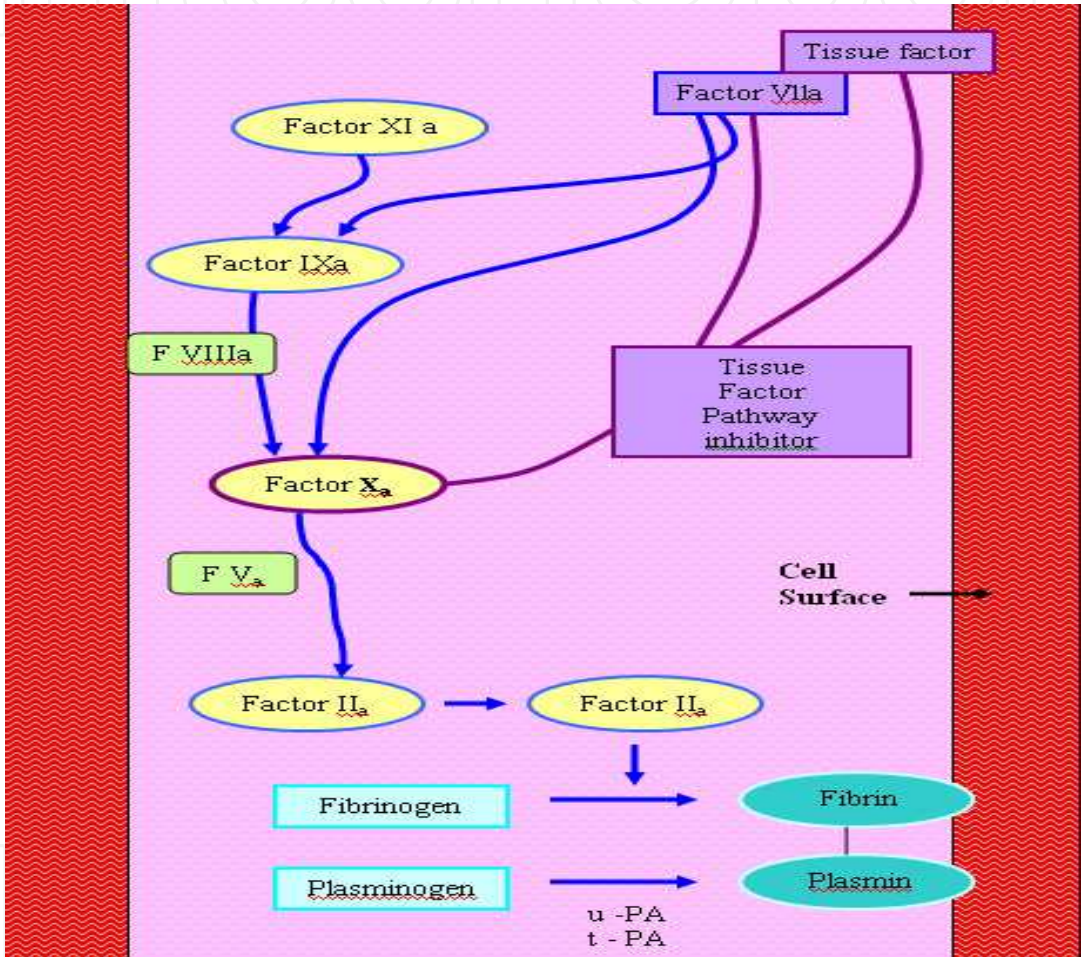 Tissue factor
Factor VIIa
Factor XI a
Factor IXa
F VIIIa
Tissue
Factor
Pathway
inhibitor
Factor Xa
F Va
Cell
Surface
Factor IIa
Factor IIa
Fibrinogen
Fibrin
Plasminogen
Plasmin
u -PA
t - PA